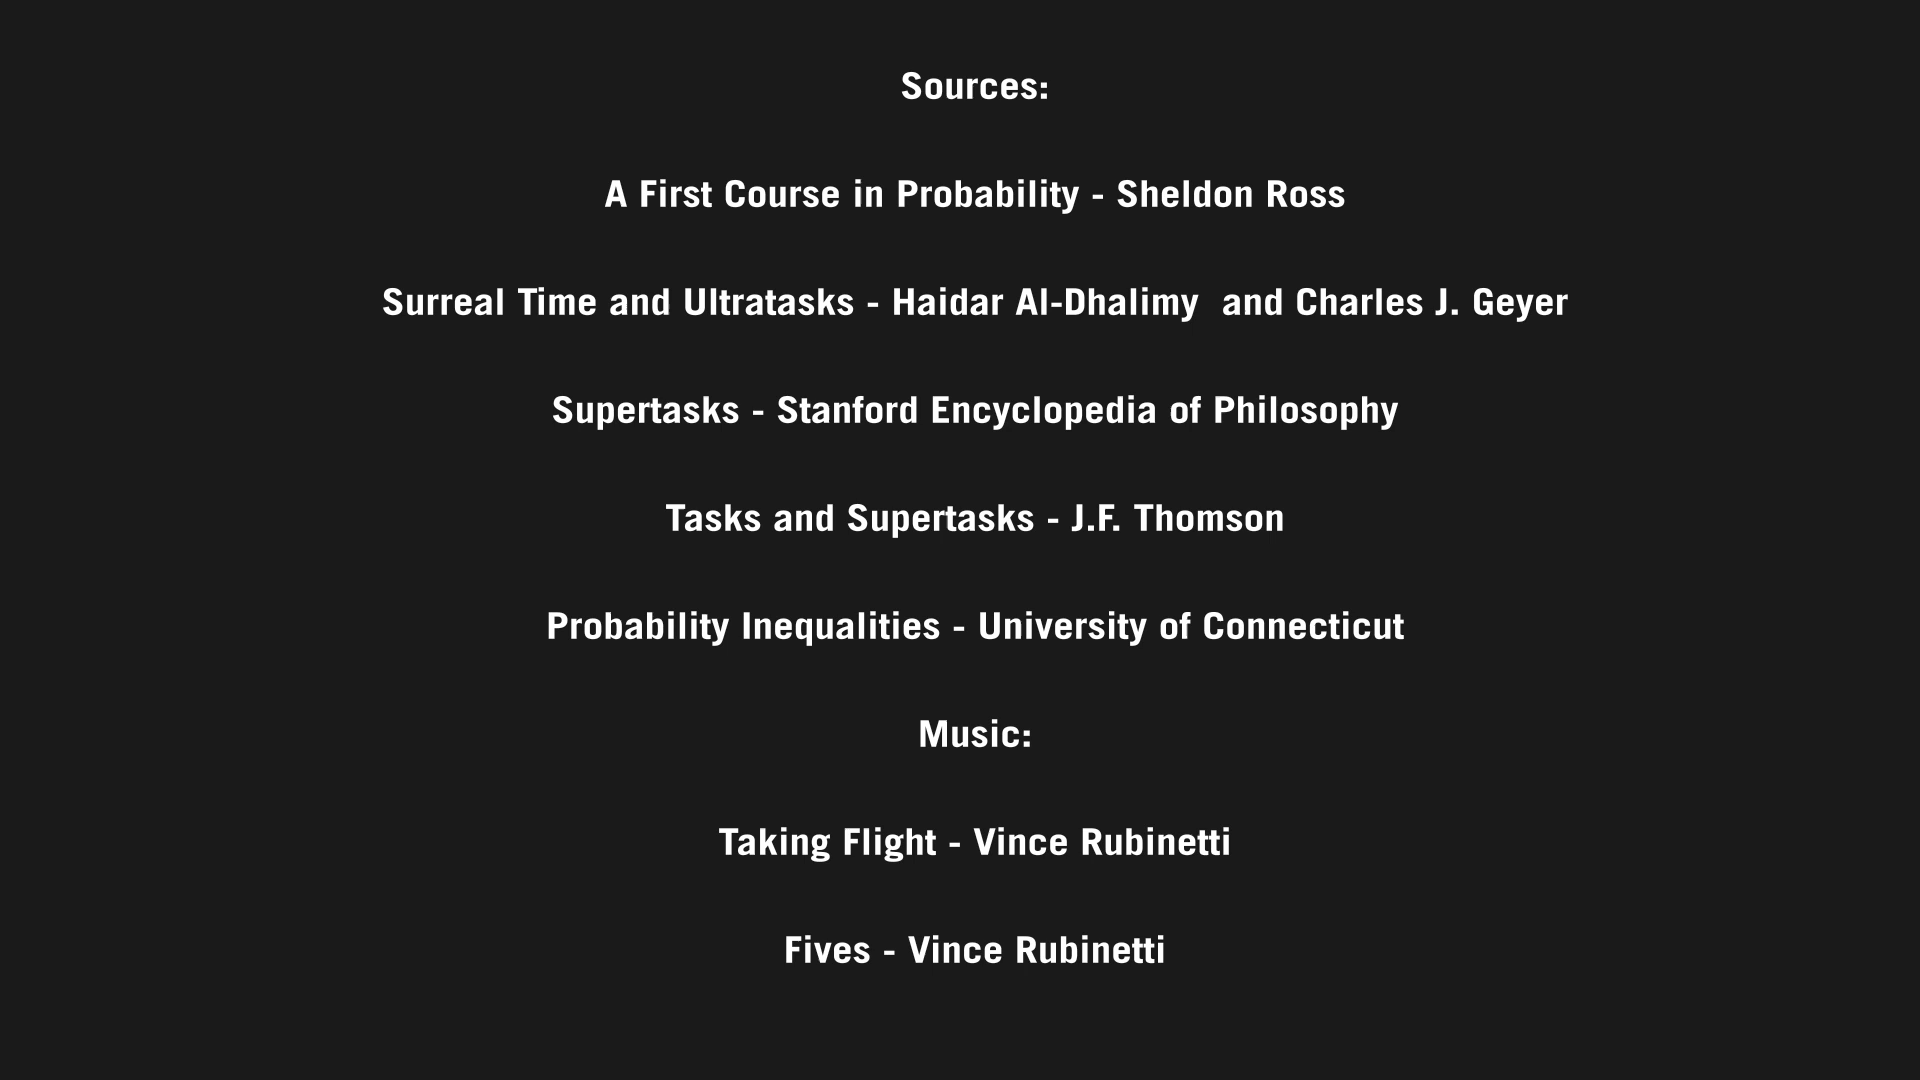 Sources:
A First Course in Probability - Sheldon Ross
Surreal Time and Ultratasks - Haidar Al-Dhalimy  and Charles J. Geyer
Supertasks - Stanford Encyclopedia of Philosophy
Tasks and Supertasks - J.F. Thomson
Probability Inequalities - University of Connecticut
Music:
Taking Flight - Vince Rubinetti
Fives - Vince Rubinetti